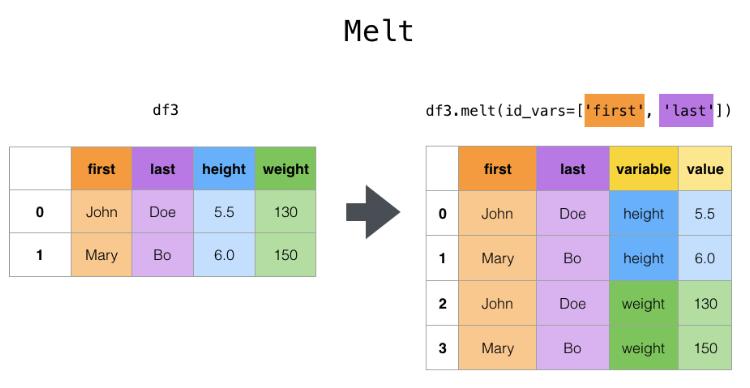 Melt
df3
first last height weight
0 John Doe 5.5 130
1 Mary Bo 6.0 150
df3.melt(id_vars=['first', 'last'])
first last variable value
0 John Doe height 5.5
1 Mary Bo height 6.0
2 John Doe weight 130
3 Mary Bo weight 150